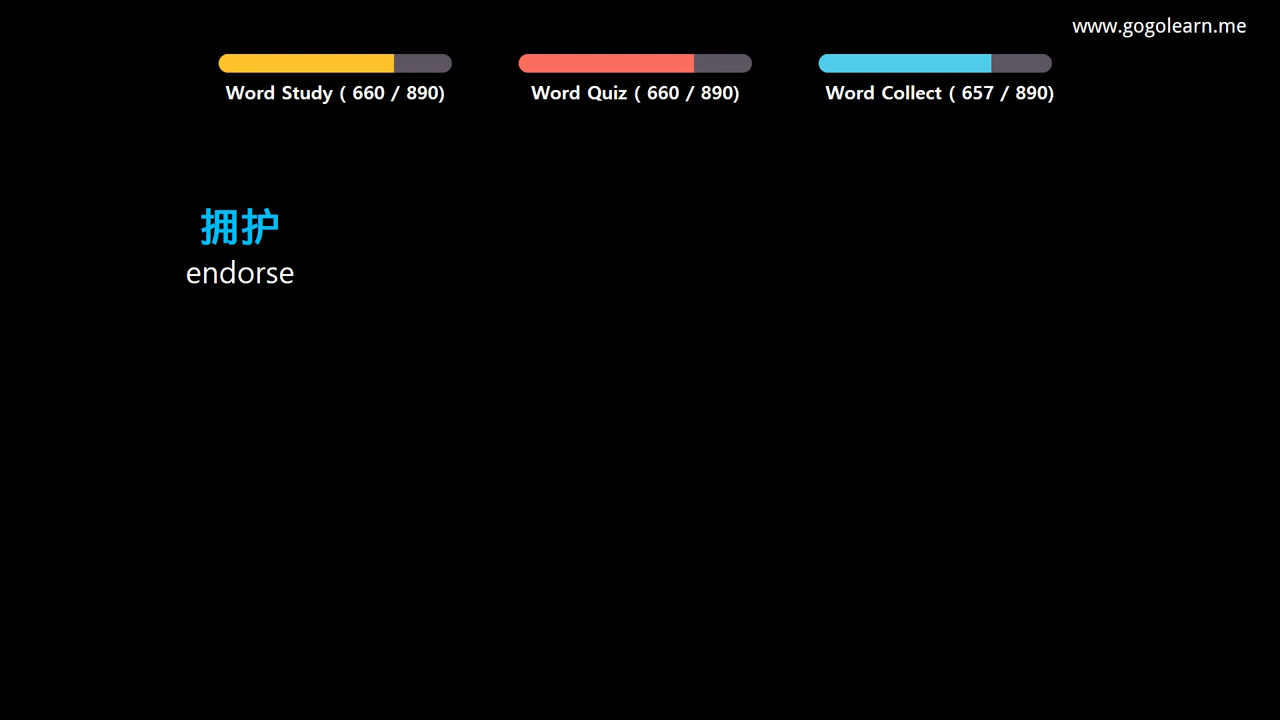 www.gogolearn.me
Word Study ( 660 / 890)
Word Quiz ( 660 / 890)
Word Collect ( 657 / 890)
拥护
endorse